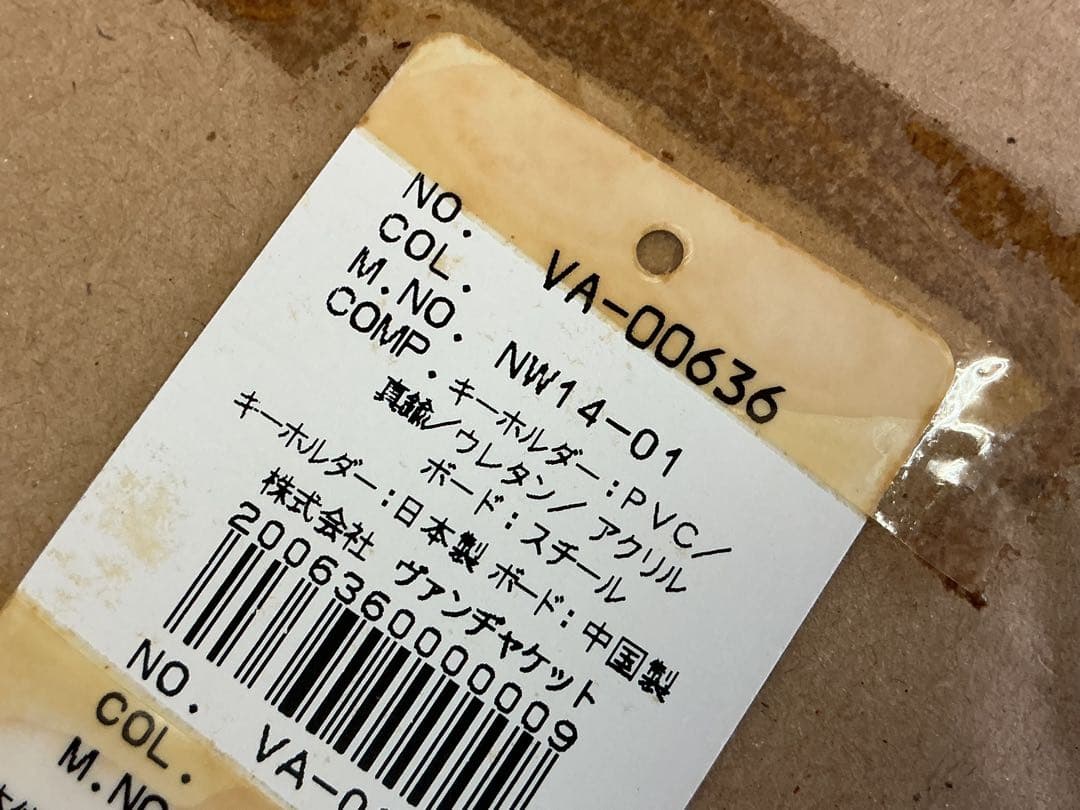 NO. VA-00636
COL.
M.NO. NW14-01
COMP. キーホルダー:PVC/
真鍮/ウレタン/アクリル
ボード:スチール
キーホルダー:日本製 ボード:中国製
株式会社 ヴァンヂャケット
2006360000009
NO. VA-0
COL.
M.NO